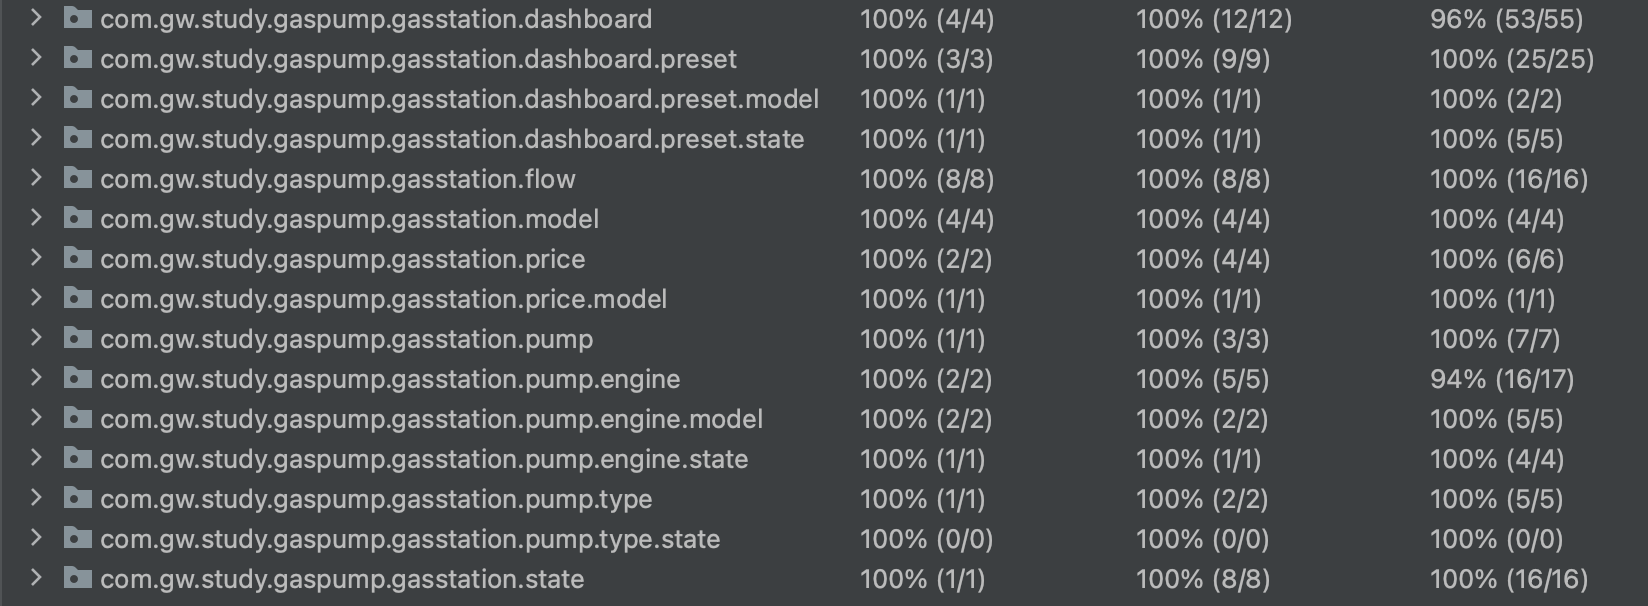 com.gw.study.gaspump.gasstation.dashboard 100% (4/4) 100% (12/12) 96% (53/55)
com.gw.study.gaspump.gasstation.dashboard.preset 100% (3/3) 100% (9/9) 100% (25/25)
com.gw.study.gaspump.gasstation.dashboard.preset.model 100% (1/1) 100% (1/1) 100% (2/2)
com.gw.study.gaspump.gasstation.dashboard.preset.state 100% (1/1) 100% (1/1) 100% (5/5)
com.gw.study.gaspump.gasstation.flow 100% (8/8) 100% (8/8) 100% (16/16)
com.gw.study.gaspump.gasstation.model 100% (4/4) 100% (4/4) 100% (4/4)
com.gw.study.gaspump.gasstation.price 100% (2/2) 100% (4/4) 100% (6/6)
com.gw.study.gaspump.gasstation.price.model 100% (1/1) 100% (1/1) 100% (1/1)
com.gw.study.gaspump.gasstation.pump 100% (1/1) 100% (3/3) 100% (7/7)
com.gw.study.gaspump.gasstation.pump.engine 100% (2/2) 100% (5/5) 94% (16/17)
com.gw.study.gaspump.gasstation.pump.engine.model 100% (2/2) 100% (2/2) 100% (5/5)
com.gw.study.gaspump.gasstation.pump.engine.state 100% (1/1) 100% (1/1) 100% (4/4)
com.gw.study.gaspump.gasstation.pump.type 100% (1/1) 100% (2/2) 100% (5/5)
com.gw.study.gaspump.gasstation.pump.type.state 100% (0/0) 100% (0/0) 100% (0/0)
com.gw.study.gaspump.gasstation.state 100% (1/1) 100% (8/8) 100% (16/16)